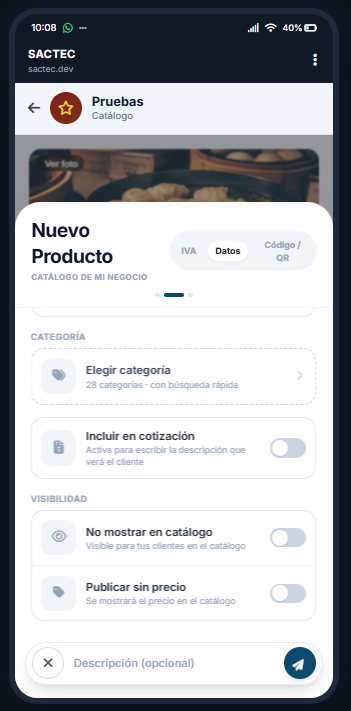 10:08
40%
SACTEC
sactec.dev
Pruebas
Catálogo
Ver foto
Nuevo
Producto
CATÁLOGO DE MI NEGOCIO
IVA
Datos
Código /
QR
CATEGORÍA
Elegir categoría
28 categorías · con búsqueda rápida
Incluir en cotización
Activa para escribir la descripción que
verá el cliente
VISIBILIDAD
No mostrar en catálogo
Visible para tus clientes en el catálogo
Publicar sin precio
Se mostrará el precio en el catálogo
Descripción (opcional)